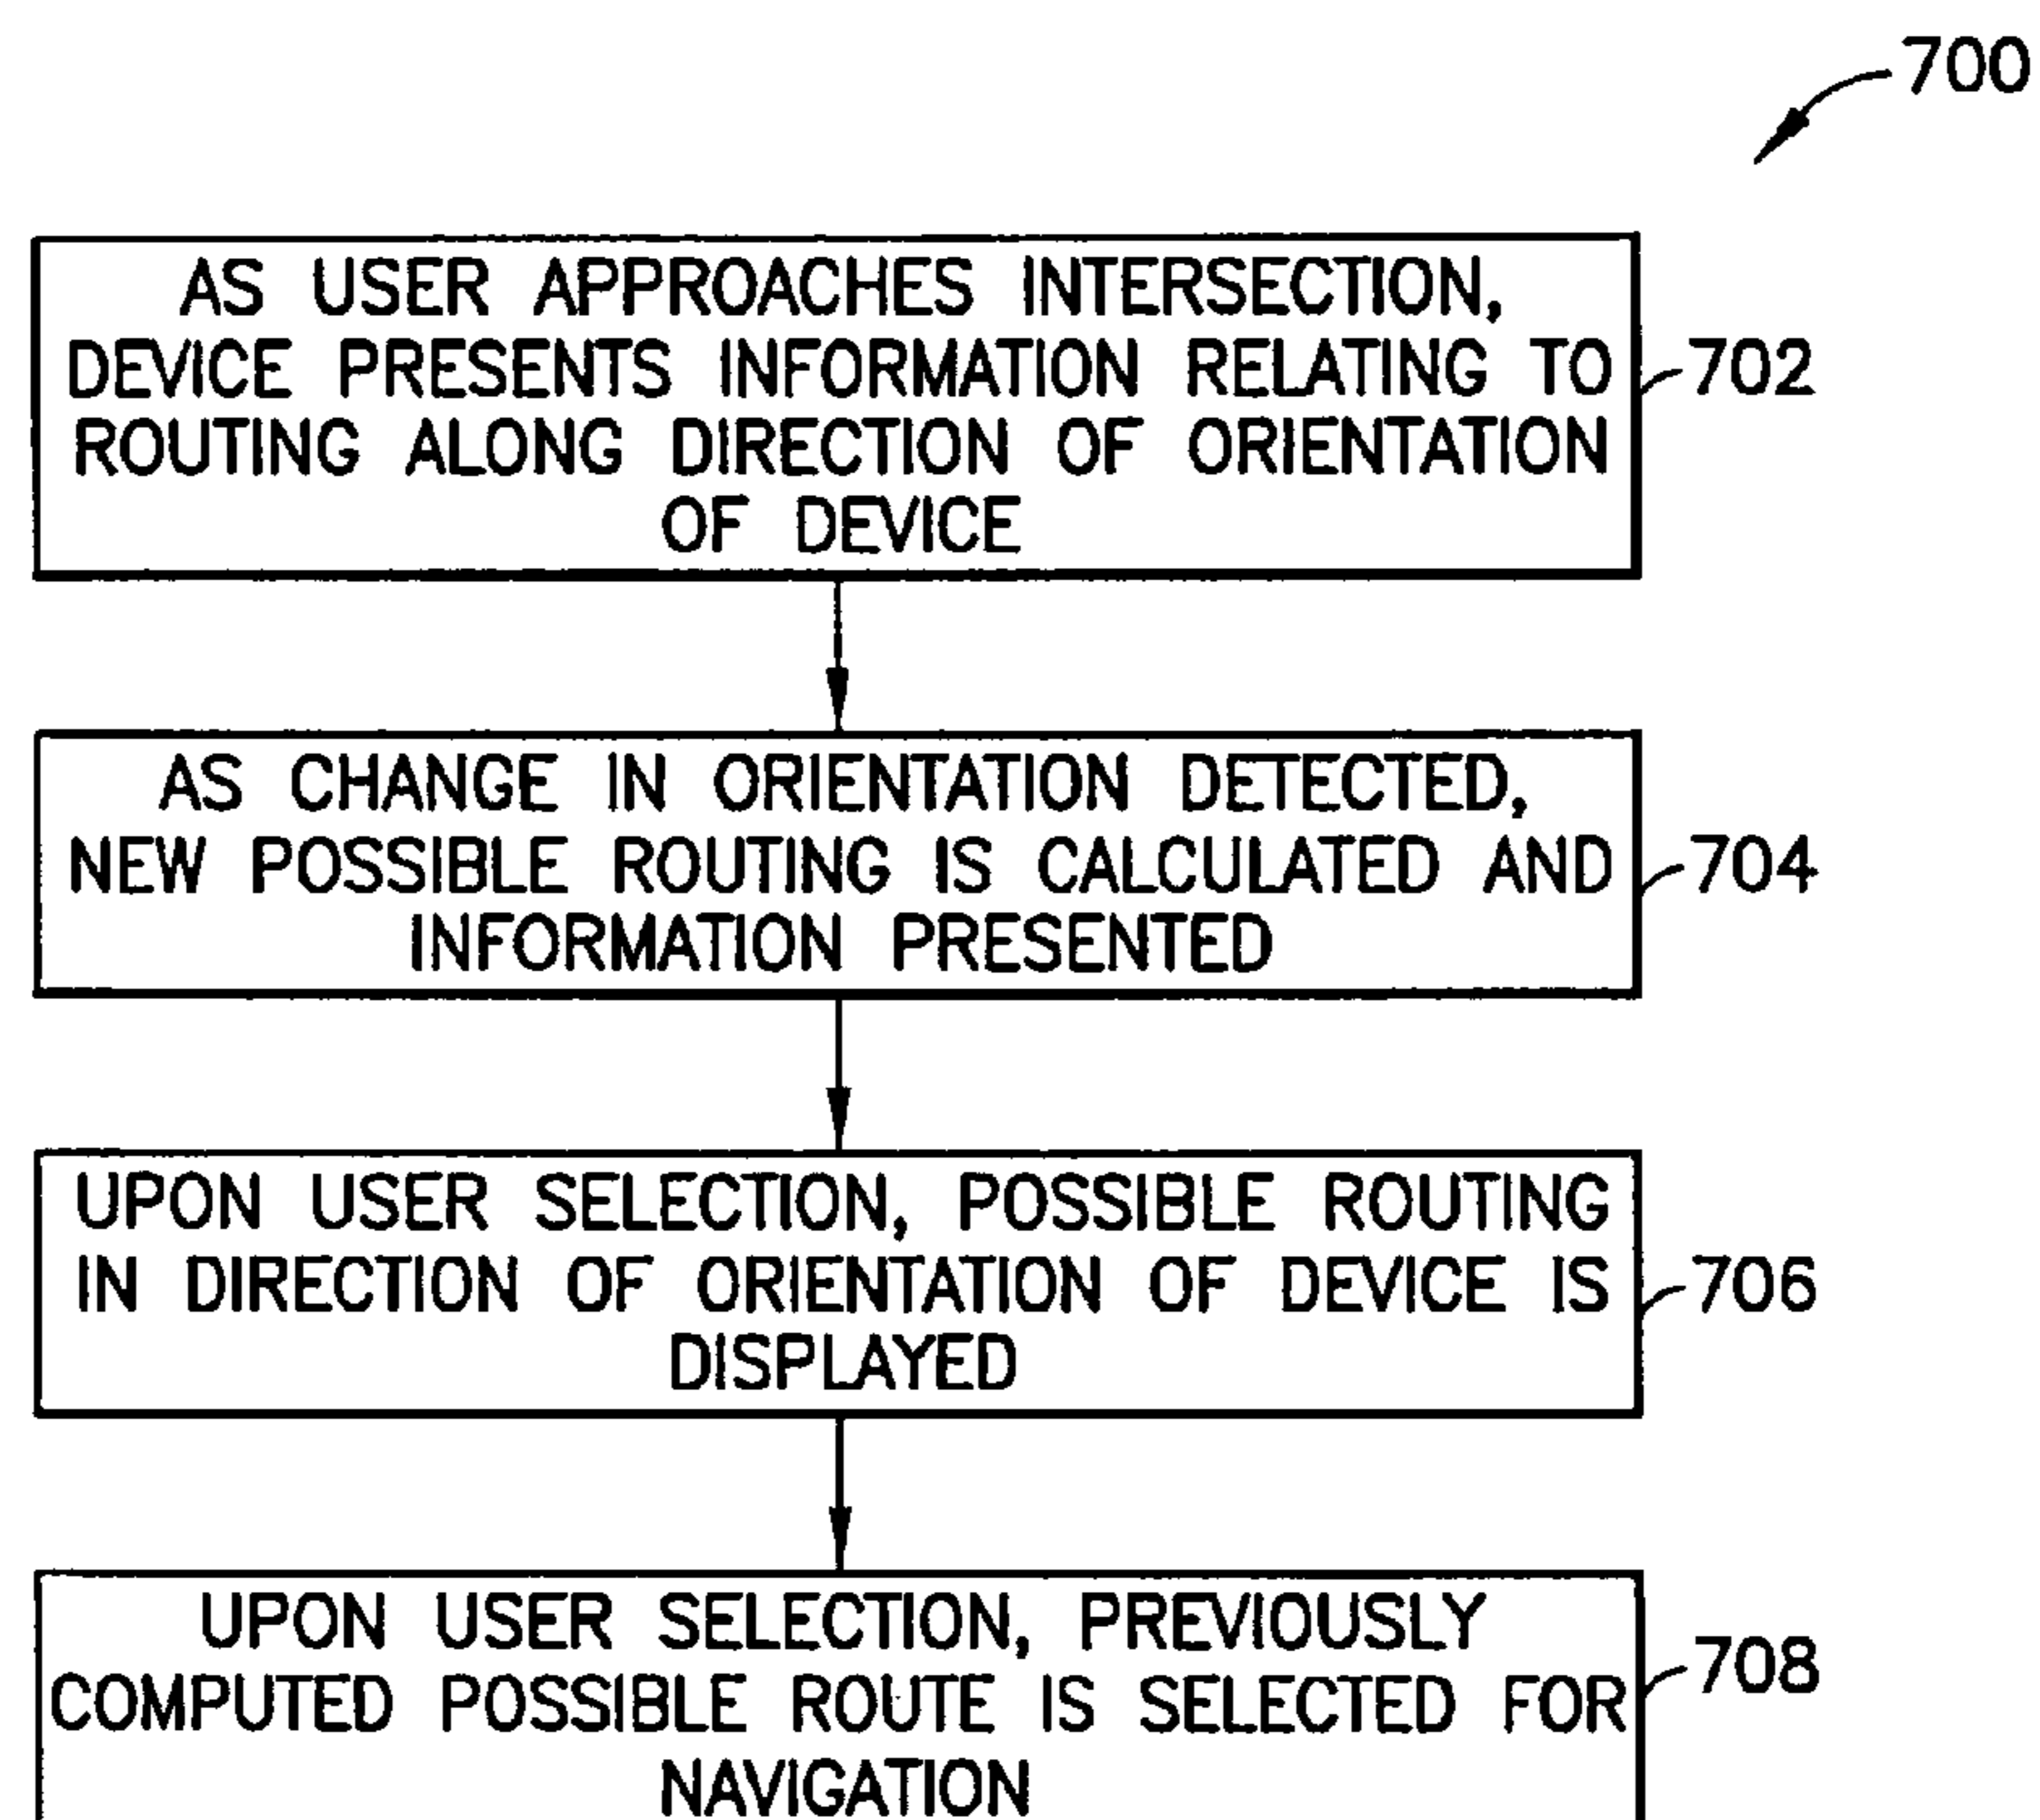 700
AS USER APPROACHES INTERSECTION,
DEVICE PRESENTS INFORMATION RELATING TO
ROUTING ALONG DIRECTION OF ORIENTATION
OF DEVICE
702
AS CHANGE IN ORIENTATION DETECTED,
NEW POSSIBLE ROUTING IS CALCULATED AND
INFORMATION PRESENTED
704
UPON USER SELECTION, POSSIBLE ROUTING
IN DIRECTION OF ORIENTATION OF DEVICE IS
DISPLAYED
706
UPON USER SELECTION, PREVIOUSLY
COMPUTED POSSIBLE ROUTE IS SELECTED FOR
NAVIGATION
708